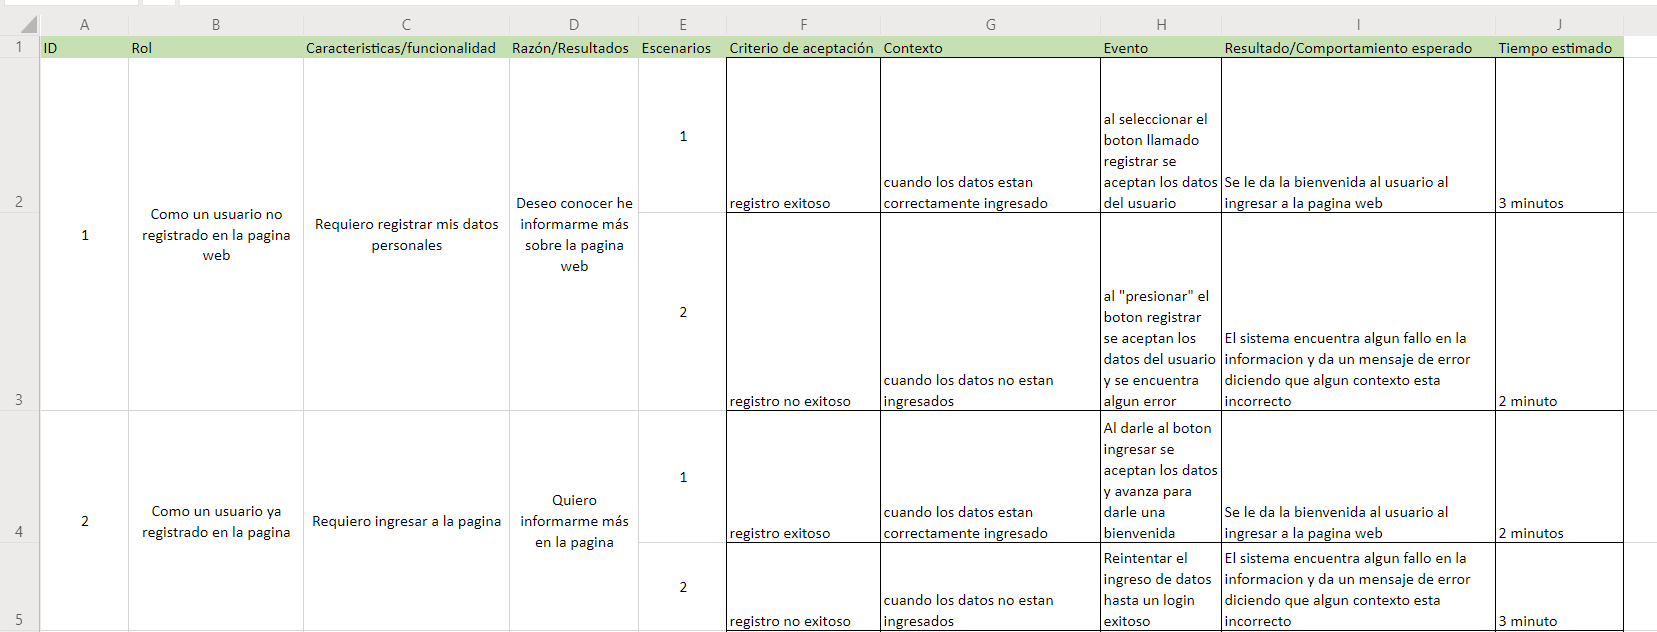 A B C D E F G H I J
1 ID Rol Caracteristicas/funcionalidad Razón/Resultados Escenarios Criterio de aceptación Contexto Evento Resultado/Comportamiento esperado Tiempo estimado
2
3
1
Como un usuario no
registrado en la pagina
web
Requiero registrar mis datos
personales
Deseo conocer he
informarme más
sobre la pagina
web
1
registro exitoso
cuando los datos estan
correctamente ingresado
al seleccionar el
boton llamado
registrar se
aceptan los datos
del usuario
Se le da la bienvenida al usuario al
ingresar a la pagina web
3 minutos
2
registro no exitoso
cuando los datos no estan
ingresados
al "presionar" el
boton registrar
se aceptan los
datos del usuario
y se encuentra
algun error
El sistema encuentra algun fallo en la
informacion y da un mensaje de error
diciendo que algun contexto esta
incorrecto
2 minuto
4
5
2
Como un usuario ya
registrado en la pagina
Requiero ingresar a la pagina
Quiero
informarme más
en la pagina
1
registro exitoso
cuando los datos estan
correctamente ingresado
Al darle al boton
ingresar se
aceptan los datos
y avanza para
darle una
bienvenida
Se le da la bienvenida al usuario al
ingresar a la pagina web
2 minutos
2
registro no exitoso
cuando los datos no estan
ingresados
Reintentar el
ingreso de datos
hasta un login
exitoso
El sistema encuentra algun fallo en la
informacion y da un mensaje de error
diciendo que algun contexto esta
incorrecto
3 minuto